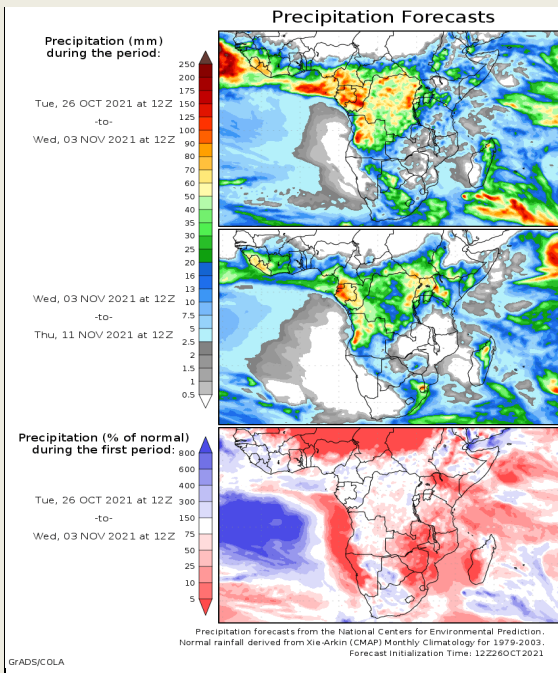 Precipitation Forecasts
Precipitation (mm)
during the period:
Tue, 26 OCT 2021 at 12Z
-to-
Wed, 03 NOV 2021 at 12Z
250
200
175
150
125
100
90
80
70
60
50
40
35
30
25
20
16
13
10
7.5
5
2.5
2
1.5
1
0.5
Wed, 03 NOV 2021 at 12Z
-to-
Thu, 11 NOV 2021 at 12Z
Precipitation (% of normal)
during the first period:
Tue, 26 OCT 2021 at 12Z
-to-
Wed, 03 NOV 2021 at 12Z
800
600
400
300
150
75
50
25
10
5
Precipitation forecasts from the National Centers for Environmental Prediction.
Normal rainfall derived from Xie-Arkin (CMAP) Monthly Climatology for 1979-2003.
Forecast Initialization Time: 12Z26OCT2021
GrADS/COLA